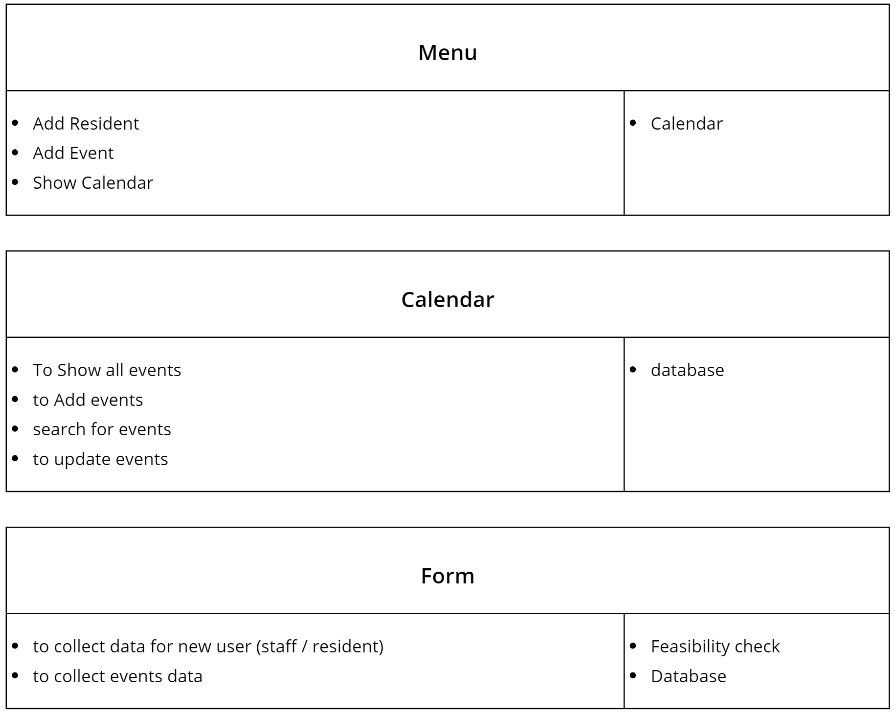 Menu
Add Resident
Add Event
Show Calendar
Calendar
Calendar
To Show all events
to Add events
search for events
to update events
database
Form
to collect data for new user (staff / resident)
to collect events data
Feasibility check
Database